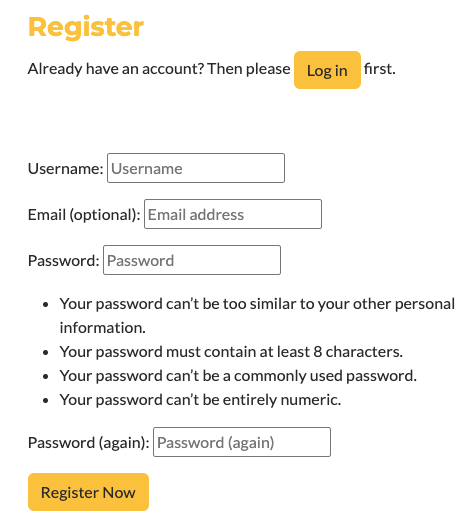 Register
Already have an account? Then please Log in first.
Username: Username
Email (optional): Email address
Password: Password
• Your password can’t be too similar to your other personal
information.
• Your password must contain at least 8 characters.
• Your password can’t be a commonly used password.
• Your password can’t be entirely numeric.
Password (again): Password (again)
Register Now